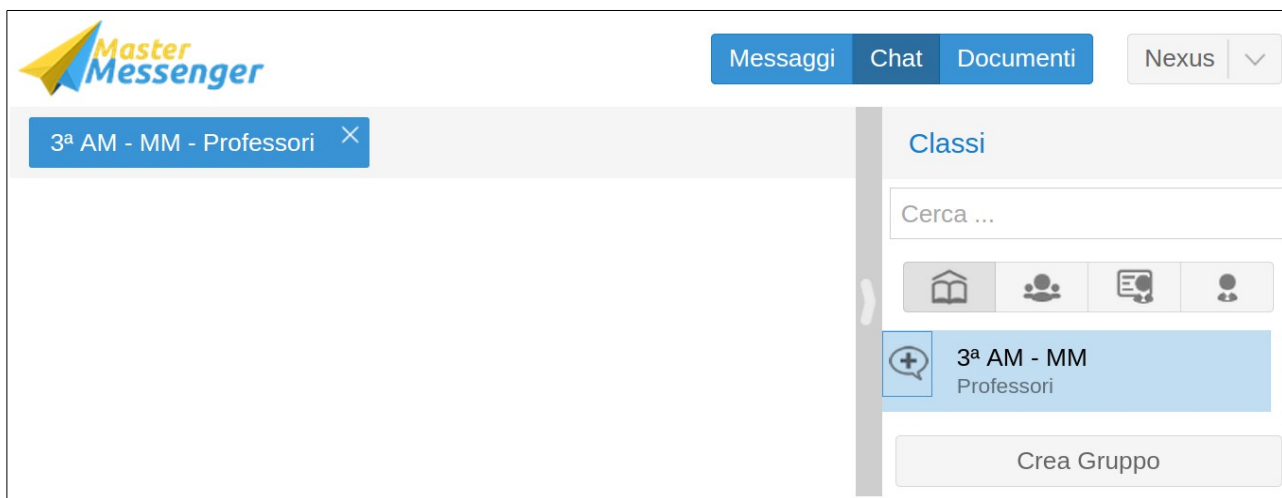 Master
Messenger
Messaggi Chat Documenti Nexus
3ª AM - MM - Professori
Classi
Cerca ...
3ª AM - MM
Professori
Crea Gruppo